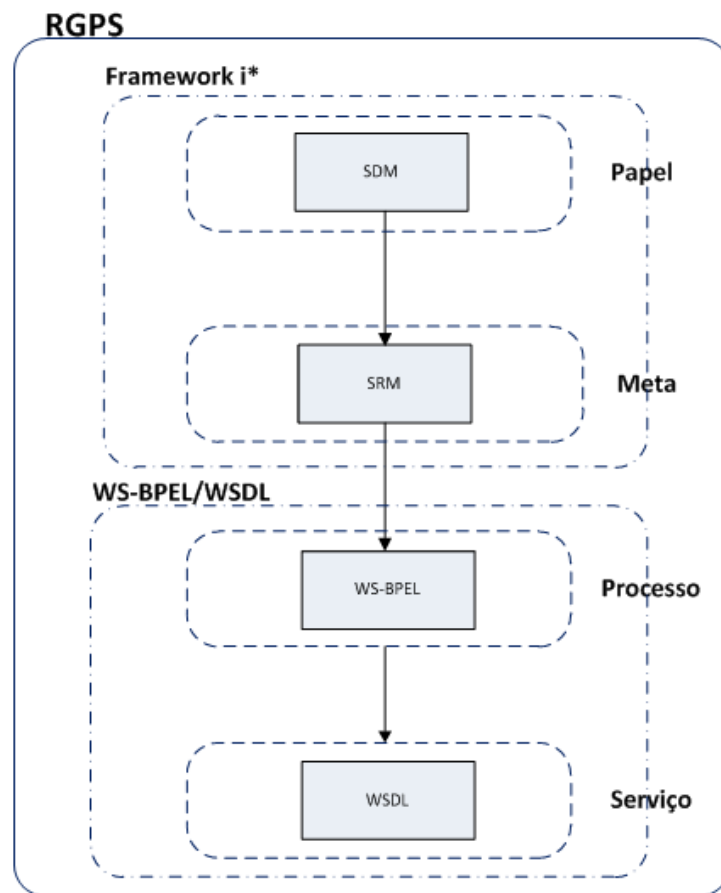 RGPS
Framework i*
SDM
Papel
SRM
Meta
WS-BPEL/WSDL
WS-BPEL
Processo
WSDL
Serviço